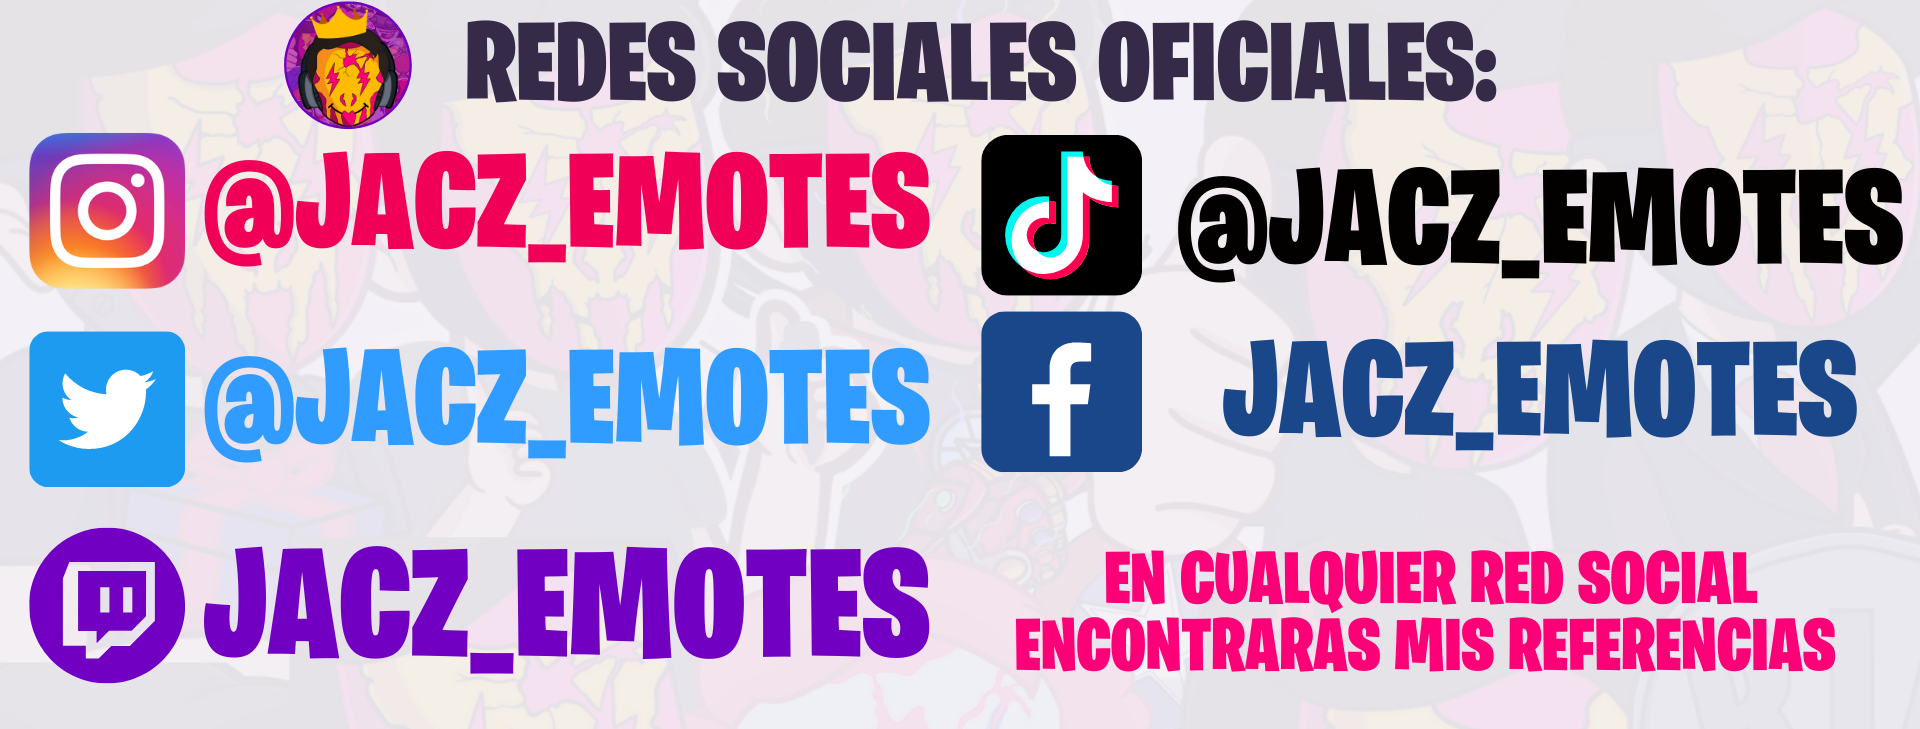 REDES SOCIALES OFICIALES:
@JACZ_EMOTES
@JACZ_EMOTES
@JACZ_EMOTES
JACZ_EMOTES
JACZ_EMOTES
EN CUALQUIER RED SOCIAL
ENCONTRARAS MIS REFERENCIAS